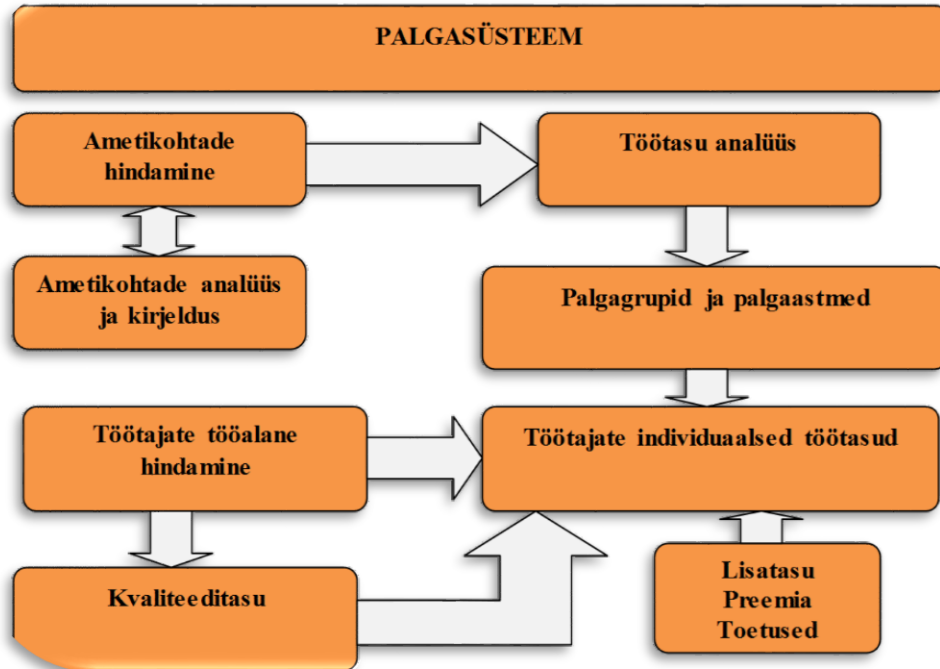 PALGASÜSTEEM
Ametikohtade
hindamine
Töötasu analüüs
Ametikohtade analüüs
ja kirjeldus
Palgagrupid ja palgaastmed
Töötajate tööalane
hindamine
Töötajate individuaalsed töötasud
Kvaliteeditasu
Lisatasu
Preemia
Toetused